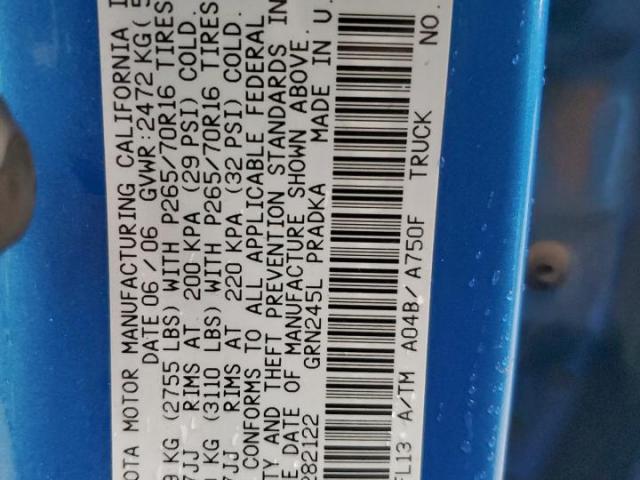 OTA MOTOR MANUFACTURING CALIFORNIA I
DATE 06/06 GVWR:2472 KG(5
9 KG (2755 LBS) WITH P265/70R16 TIRES
7JJ RIMS AT 200 KPA (29 PSI) COLD.
KG (3110 LBS) WITH P265/70R16 TIRES
7JJ RIMS AT 220 KPA (32 PSI) COLD.
CONFORMS TO ALL APPLICABLE FEDERAL
TY AND THEFT PREVENTION STANDARDS IN
E DATE OF MANUFACTURE SHOWN ABOVE.
282122 GRN245L PRADKA MADE IN U.
FL13 A/TM A04B/A750F TRUCK NO.